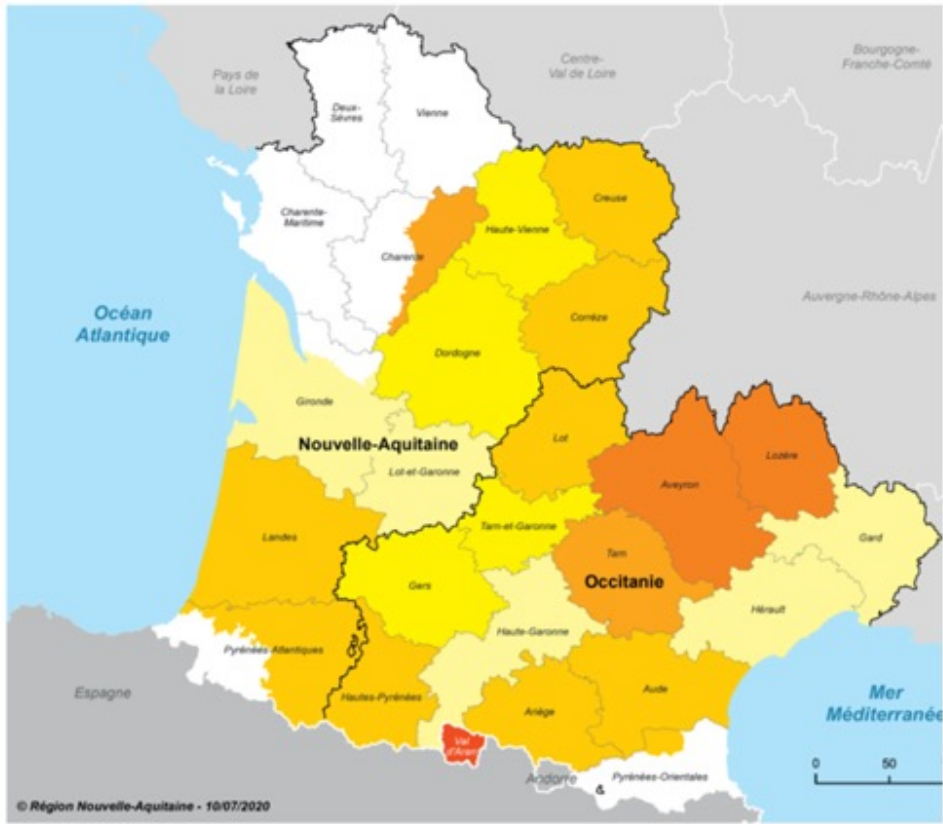 Pays de
la Loire
Centre-
Val de Loire
Bourgogne-
Franche-Comté
Deux-
Sèvres
Vienne
Creuse
Charente-
Maritime
Haute-Vienne
Charente
Auvergne-Rhône-Alpes
Océan
Atlantique
Corrèze
Dordogne
Gironde
Nouvelle-Aquitaine
Lot
Lozère
Lot-et-Garonne
Aveyron
Tarn-et-Garonne
Landes
Gard
Tarn
Occitanie
Gers
Hérault
Haute-Garonne
Pyrénées-Atlantiques
Espagne
Hautes-Pyrénées
Aude
Ariège
Mer
Méditerranée
Val
d'Aran
0 50
Andorre
Pyrénées-Orientales
© Région Nouvelle-Aquitaine - 10/07/2020